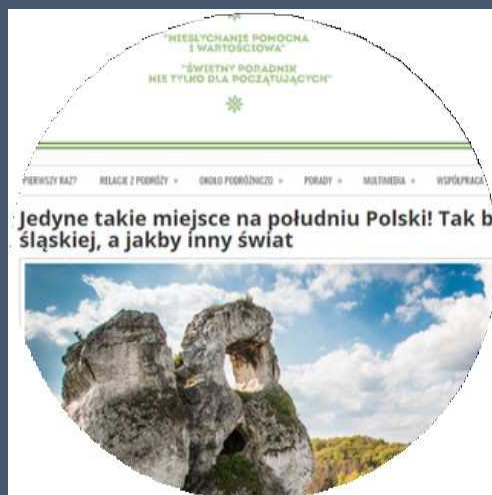 "NIESŁYCHANIE POMOCNA
I WARTOŚCIOWA"
"ŚWIETNY PORADNIK
NIE TYLKO DLA POCZĄTUJĄCYCH"
PIERWSZY RAZ? RELACJE Z PODRÓŻY OKOŁO PODRÓŻNICZO PORADY MULTIMEDIA WSPÓŁPRACA
Jedyne takie miejsce na południu Polski! Tak b
śląskiej, a jakby inny świat